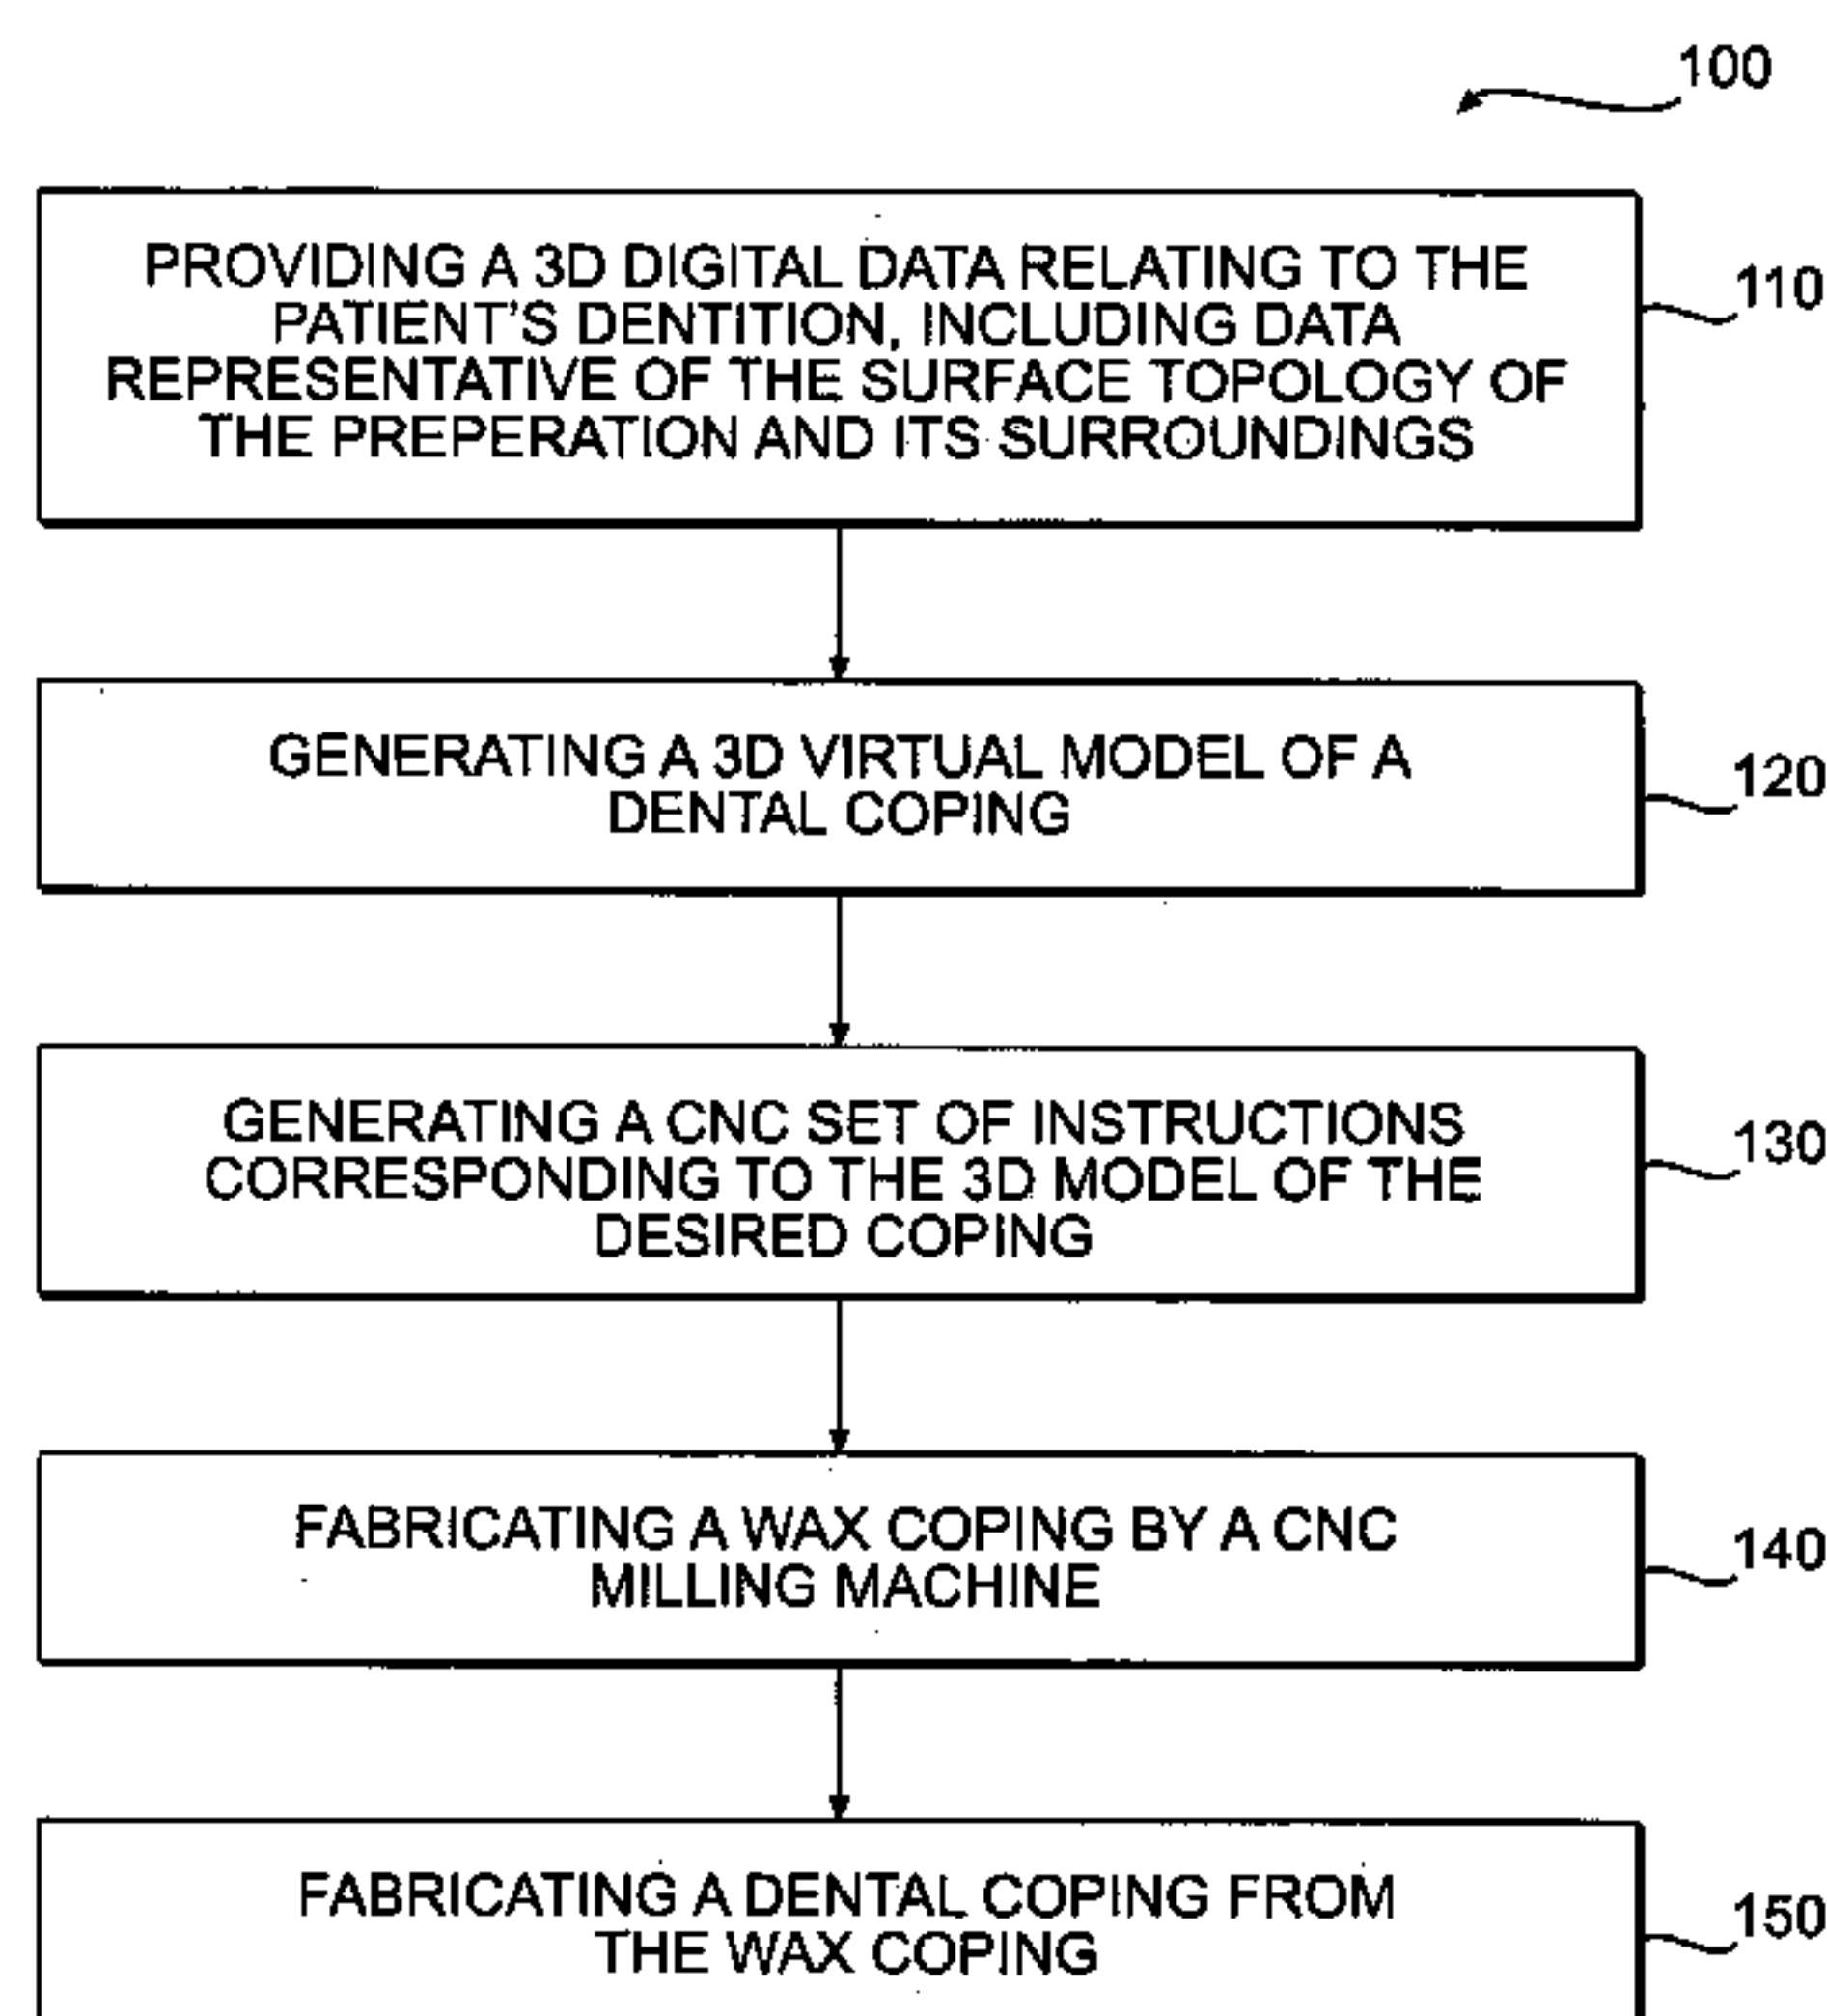 100
PROVIDING A 3D DIGITAL DATA RELATING TO THE
PATIENT'S DENTITION, INCLUDING DATA
REPRESENTATIVE OF THE SURFACE TOPOLOGY OF
THE PREPERATION AND ITS SURROUNDINGS
110
GENERATING A 3D VIRTUAL MODEL OF A
DENTAL COPING
120
GENERATING A CNC SET OF INSTRUCTIONS
CORRESPONDING TO THE 3D MODEL OF THE
DESIRED COPING
130
FABRICATING A WAX COPING BY A CNC
MILLING MACHINE
140
FABRICATING A DENTAL COPING FROM
THE WAX COPING
150